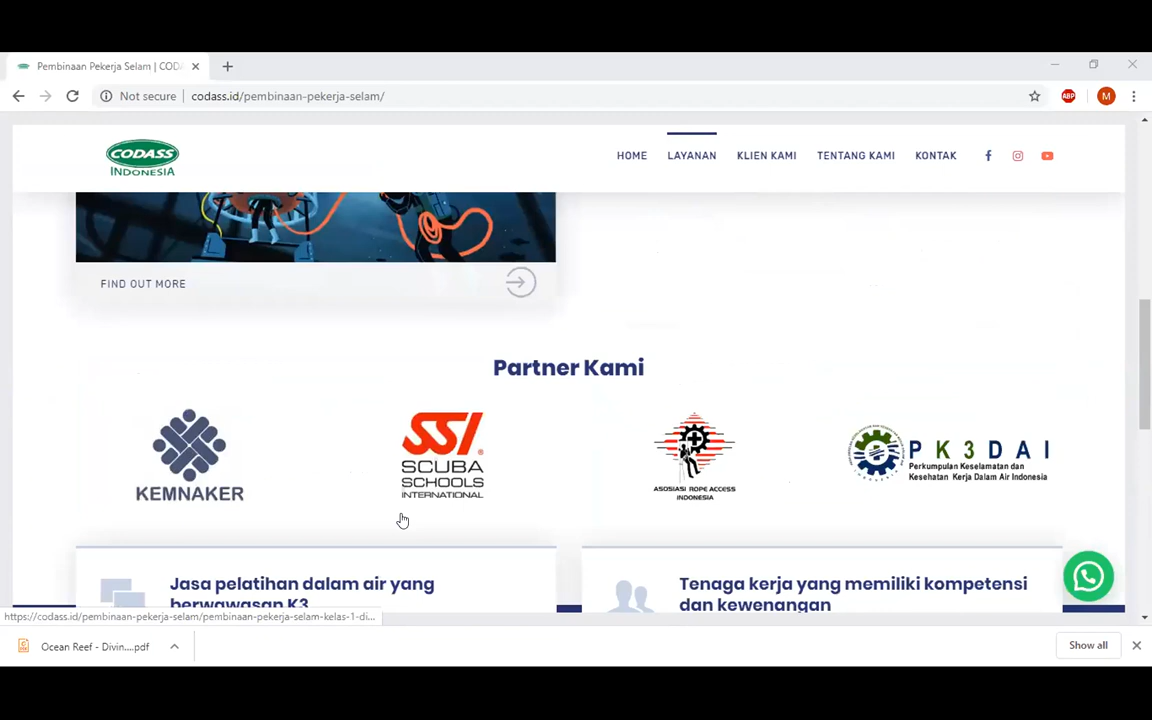 Pembinaan Pekerja Selam | COD
Not secure
codass.id/pembinaan-pekerja-selam/
ABP
M
CODASS
INDONESIA
HOME
LAYANAN
KLIEN KAMI
TENTANG KAMI
KONTAK
FIND OUT MORE
Partner Kami
KEMNAKER
SSI
SCUBA
SCHOOLS
INTERNATIONAL
ASOSIASI ROPE ACCESS
INDONESIA
PK3DAI
Perkumpulan Keselamatan dan
Kesehatan Kerja Dalam Air Indonesia
Jasa pelatihan dalam air yang
berwawasan K3
Tenaga kerja yang memiliki kompetensi
dan kewenangan
https://codass.id/pembinaan-pekerja-selam/pembinaan-pekerja-selam-kelas-1-di...
Ocean Reef - Divin....pdf
Show all